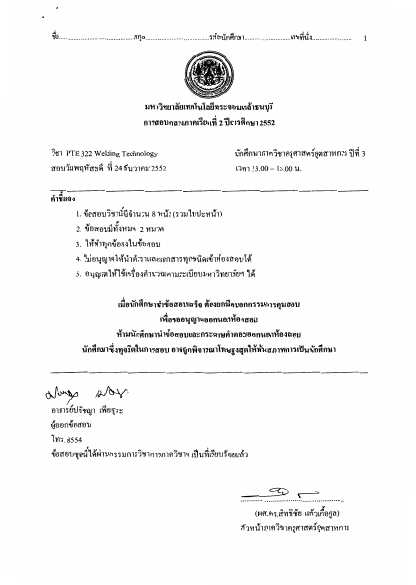 ชื่อ.............................สกุล.............................รหัสนักศึกษา.............................เลขที่นั่ง................... 1
มหาวิทยาลัยเทคโนโลยีพระจอมเกล้าธนบุรี
การสอบกลางภาคเรียนที่ 2 ปีการศึกษา 2552
วิชา PTE 322 Welding Technology นักศึกษาภาควิชาครุศาสตร์อุตสาหการ ปีที่ 3
สอบวันพฤหัสบดี ที่ 24 ธันวาคม 2552 เวลา 13.00 – 16.00 น.
คำชี้แจง
1. ข้อสอบวิชานี้มีจำนวน 8 หน้า (รวมใบปะหน้า)
2. ข้อสอบมีทั้งหมด 2 หมวด
3. ให้ทำทุกข้อลงในข้อสอบ
4. ไม่อนุญาตให้นำตำราและเอกสารทุกชนิดเข้าห้องสอบได้
5. อนุญาตให้ใช้เครื่องคำนวณตามระเบียบมหาวิทยาลัยฯ ได้
เมื่อนักศึกษาทำข้อสอบเสร็จ ต้องยกมือบอกกรรมการคุมสอบ
เพื่อขออนุญาตออกนอกห้องสอบ
ห้ามนักศึกษานำข้อสอบและกระดาษคำตอบออกนอกห้องสอบ
นักศึกษาซึ่งทุจริตในการสอบ อาจถูกพิจารณาโทษสูงสุดให้พ้นสภาพการเป็นนักศึกษา
อาจารย์ปรัชญา เพียสุระ
ผู้ออกข้อสอบ
โทร. 8554
ข้อสอบชุดนี้ได้ผ่านกรรมการวิชาการภาควิชาฯ เป็นที่เรียบร้อยแล้ว
(ผศ.ดร.สิทธิชัย แก้วเกื้อกูล)
หัวหน้าภาควิชาครุศาสตร์อุตสาหการ